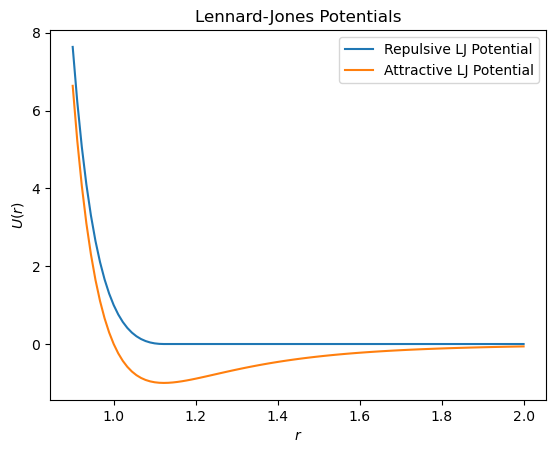 Lennard-Jones Potentials
Repulsive LJ Potential
Attractive LJ Potential
U(r)
8
6
4
2
0
1.0 1.2 1.4 1.6 1.8 2.0
r